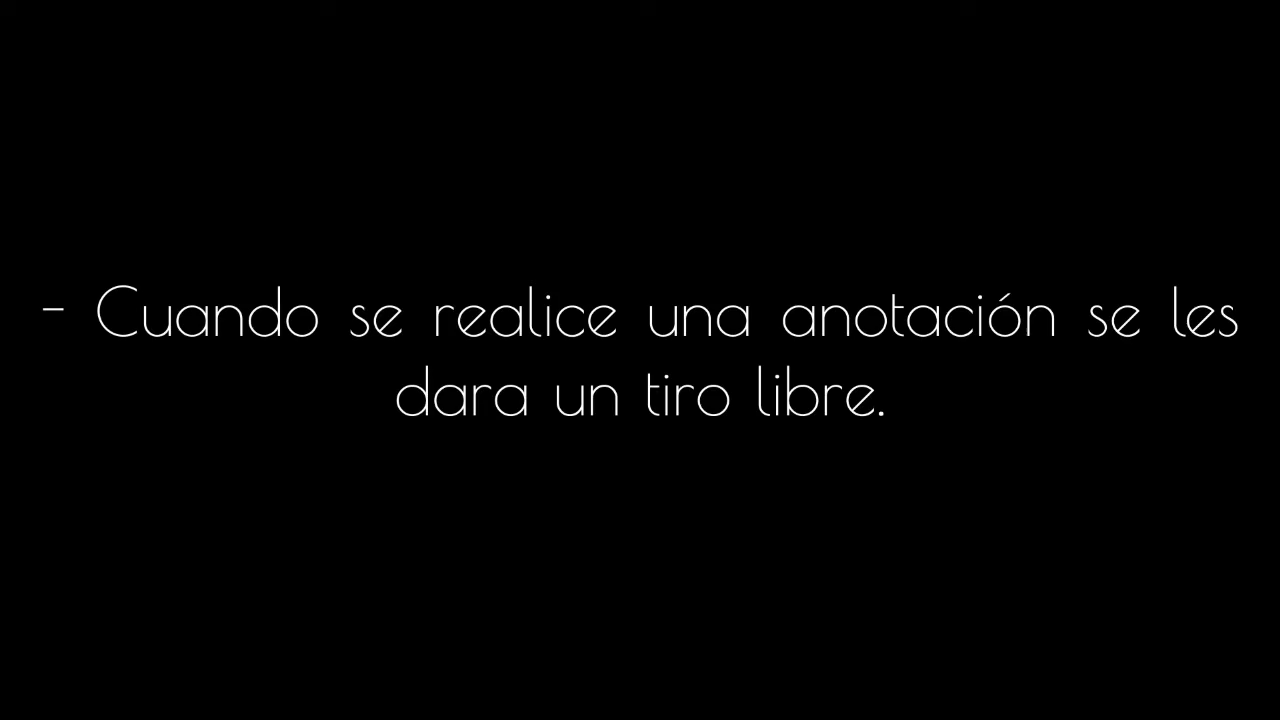 - Cuando se realice una anotación se les
dara un tiro libre.